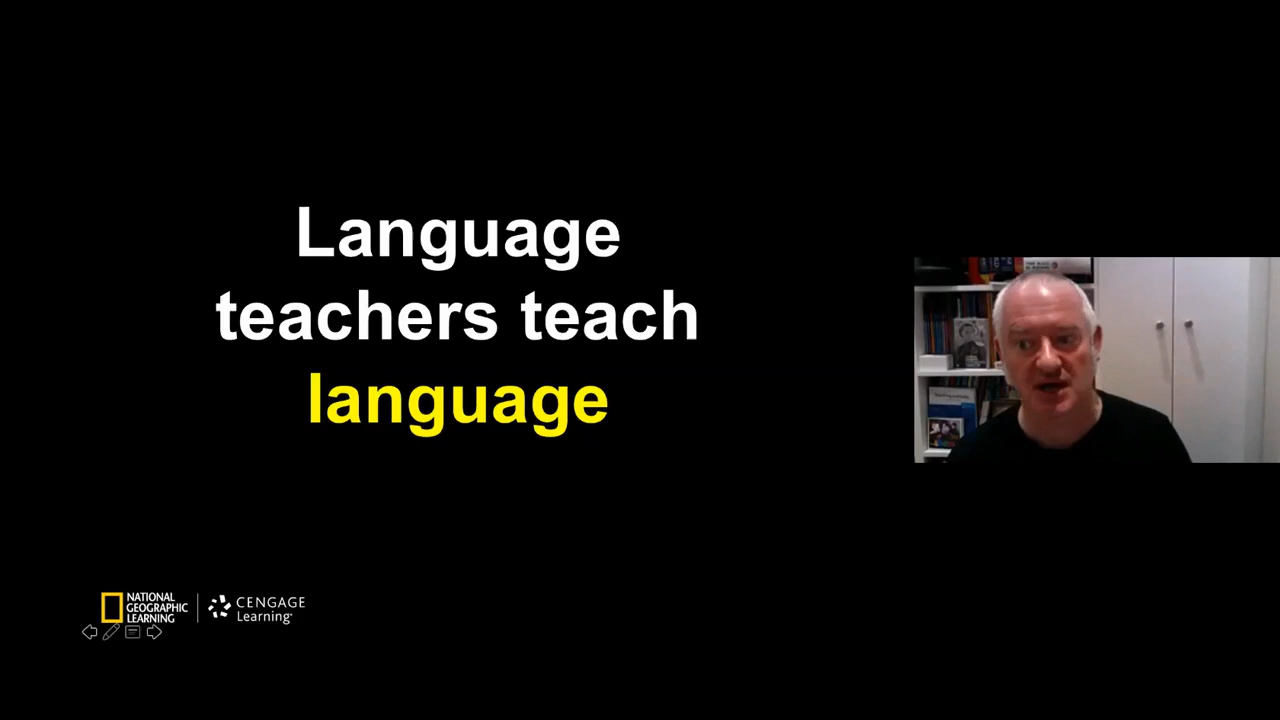 Language
teachers teach
language
NATIONAL
GEOGRAPHIC
LEARNING
CENGAGE
Learning